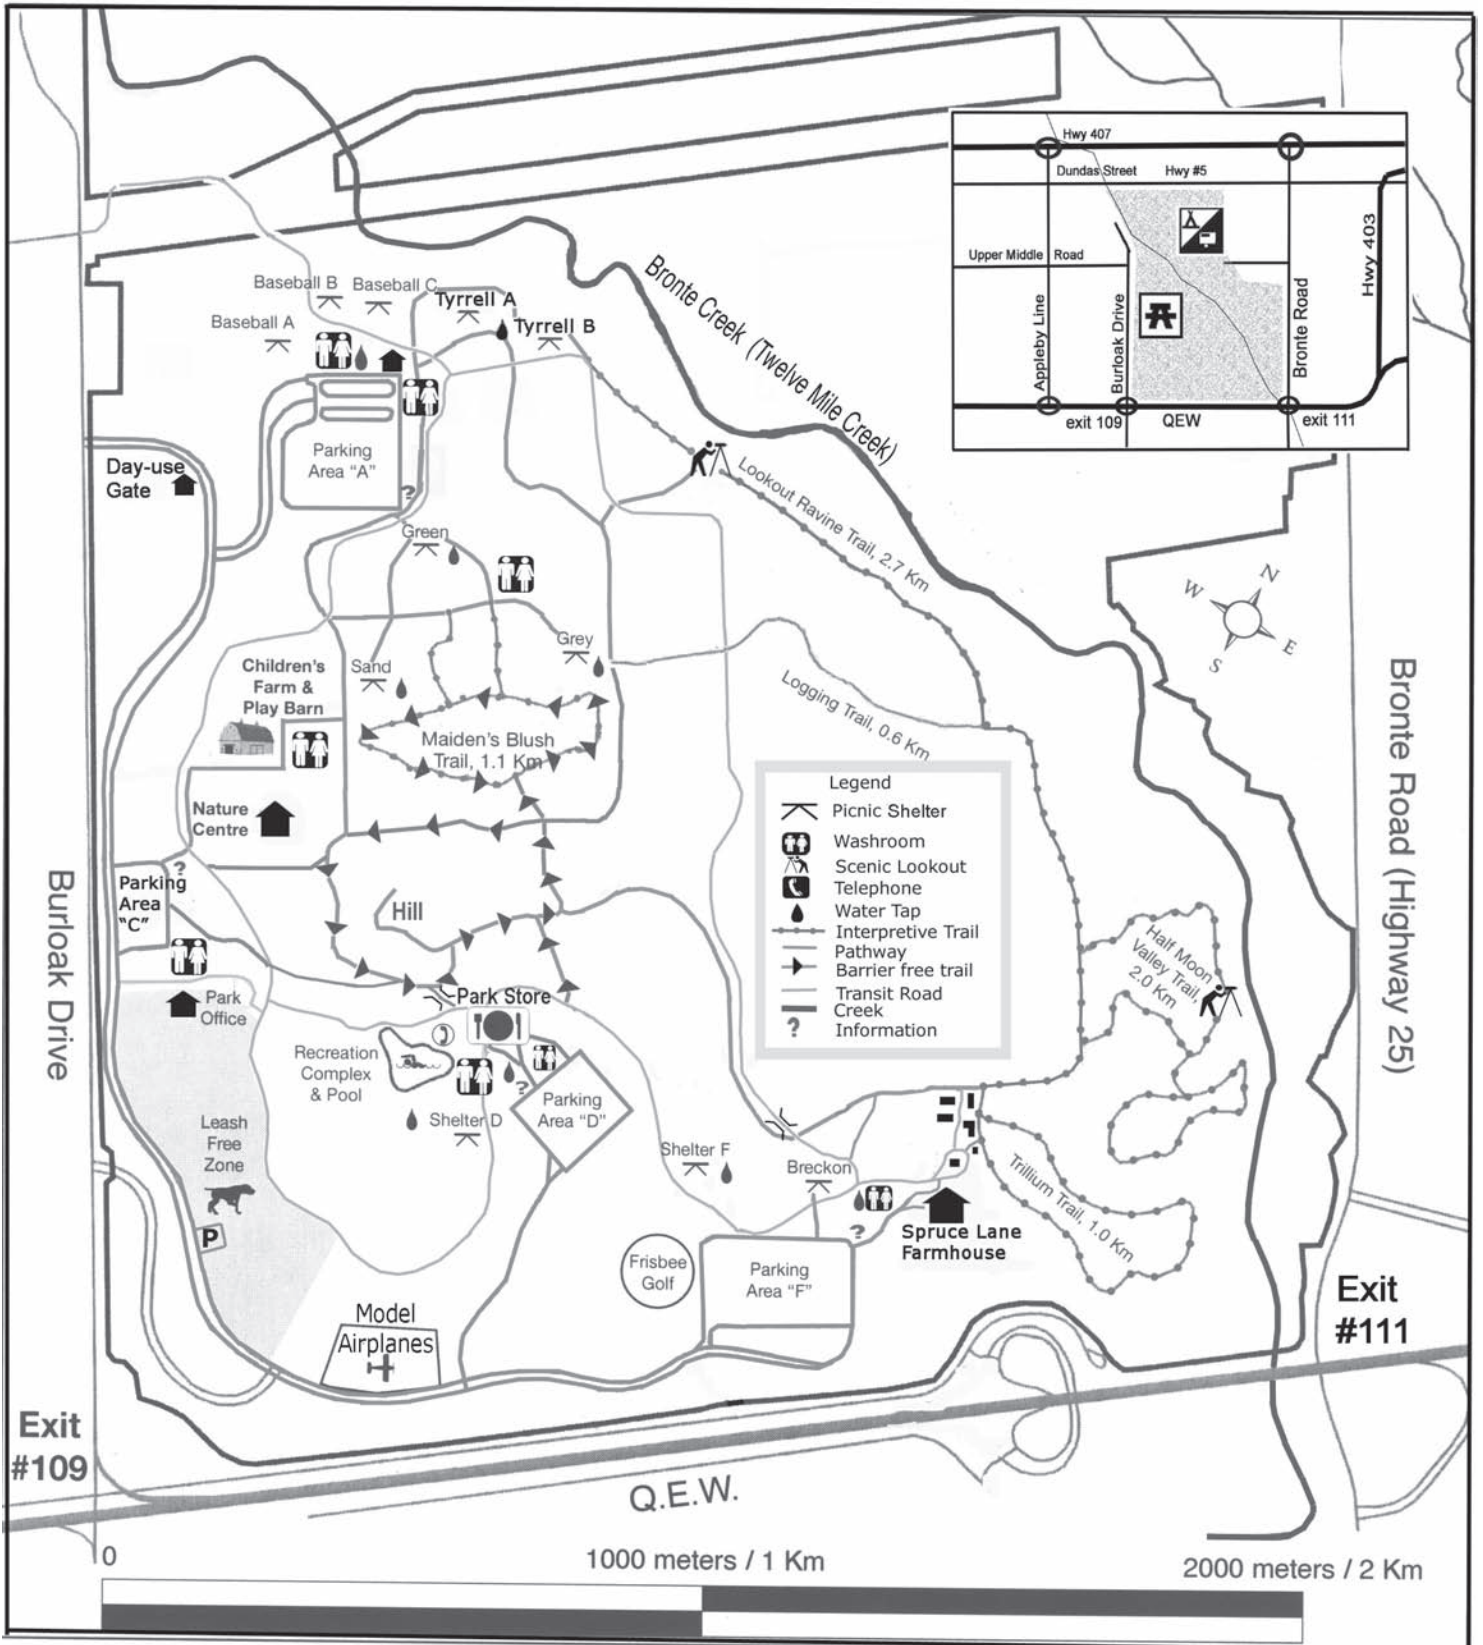 Hwy 407
Dundas Street
Hwy #5
Upper Middle Road
Appleby Line
Burloak Drive
Bronte Road
Hwy 403
exit 109
QEW
exit 111
Bronte Creek (Twelve Mile Creek)
Baseball B
Baseball C
Baseball A
Tyrrell A
Tyrrell B
Parking
Area "A"
?
Day-use
Gate
Lookout Ravine Trail, 2.7 Km
Green
Grey
Sand
Children's
Farm &
Play Barn
Maiden's Blush
Trail, 1.1 Km
Logging Trail, 0.6 Km
N
W
E
S
Nature
Centre
Legend
Picnic Shelter
Washroom
Scenic Lookout
Telephone
Water Tap
Interpretive Trail
Pathway
Barrier free trail
Transit Road
Creek
? Information
Bronte Road (Highway 25)
Burloak Drive
?
Parking
Area
"C"
Hill
Half Moon
Valley Trail,
2.0 Km
Park Store
Park
Office
Recreation
Complex
& Pool
?
Parking
Area "D"
Shelter D
Leash
Free
Zone
P
Shelter F
Breckon
Trillium Trail, 1.0 Km
?
Spruce Lane
Farmhouse
Frisbee
Golf
Parking
Area "F"
Model
Airplanes
Exit
#111
Exit
#109
Q.E.W.
0
1000 meters / 1 Km
2000 meters / 2 Km